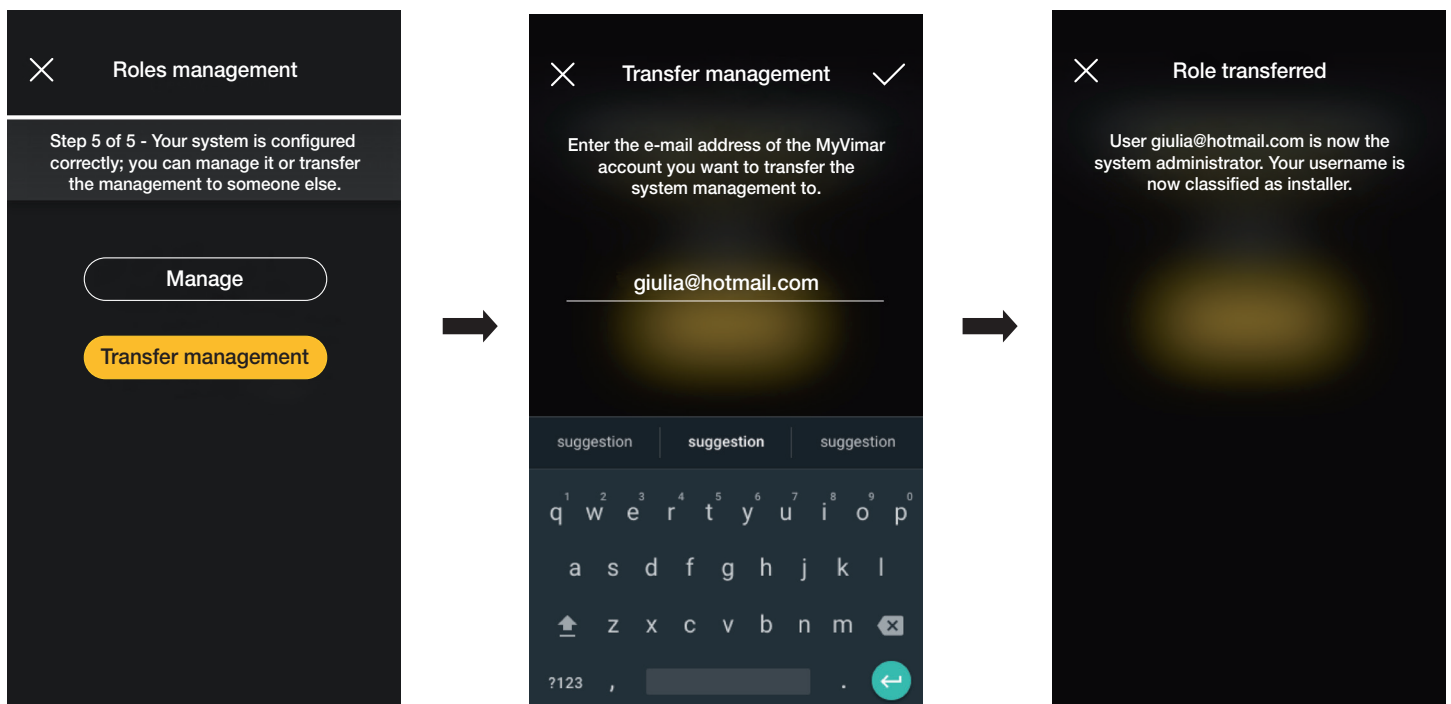 Roles management
Step 5 of 5 - Your system is configured
correctly; you can manage it or transfer
the management to someone else.
Manage
Transfer management
Transfer management
Enter the e-mail address of the MyVimar
account you want to transfer the
system management to.
giulia@hotmail.com
suggestion suggestion suggestion
1 2 3 4 5 6 7 8 9 0
q w e r t y u i o p
a s d f g h j k l
z x c v b n m
?123 , .
Role transferred
User giulia@hotmail.com is now the
system administrator. Your username is
now classified as installer.